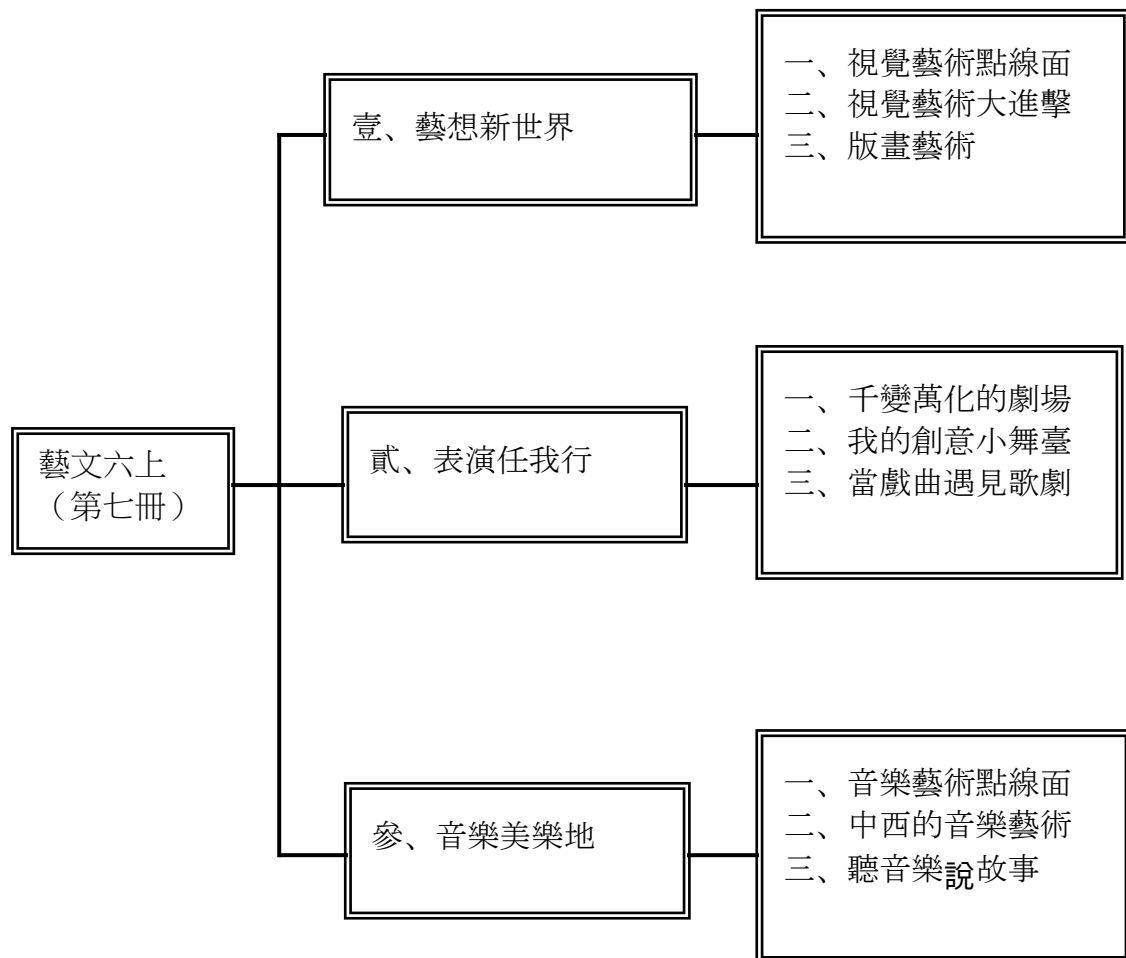 藝文六上
（第七冊）
壹、藝想新世界
一、視覺藝術點線面
二、視覺藝術大進擊
三、版畫藝術
貳、表演任我行
一、千變萬化的劇場
二、我的創意小舞臺
三、當戲曲遇見歌劇
參、音樂美樂地
一、音樂藝術點線面
二、中西的音樂藝術
三、聽音樂說故事